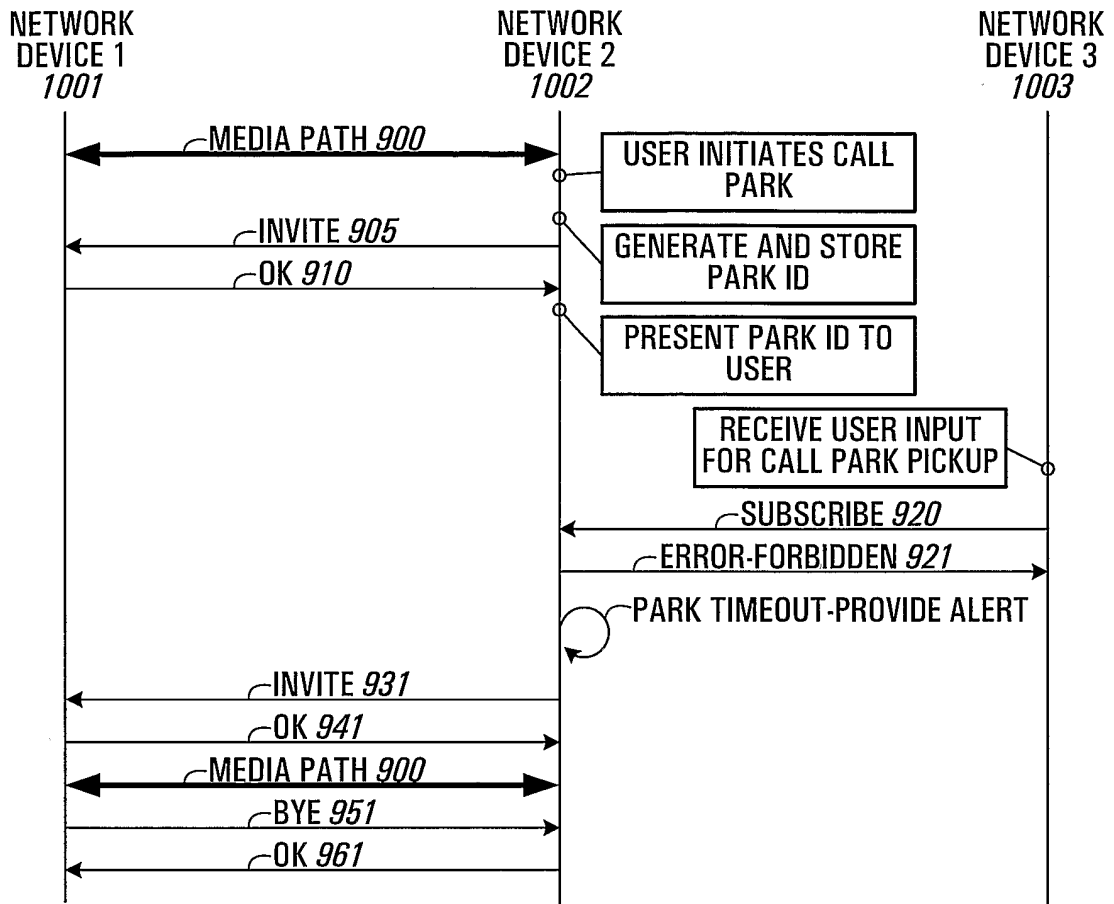 NETWORK
DEVICE 1
1001
NETWORK
DEVICE 2
1002
NETWORK
DEVICE 3
1003
MEDIA PATH 900
USER INITIATES CALL
PARK
INVITE 905
GENERATE AND STORE
PARK ID
OK 910
PRESENT PARK ID TO
USER
RECEIVE USER INPUT
FOR CALL PARK PICKUP
SUBSCRIBE 920
ERROR-FORBIDDEN 921
PARK TIMEOUT-PROVIDE ALERT
INVITE 931
OK 941
MEDIA PATH 900
BYE 951
OK 961